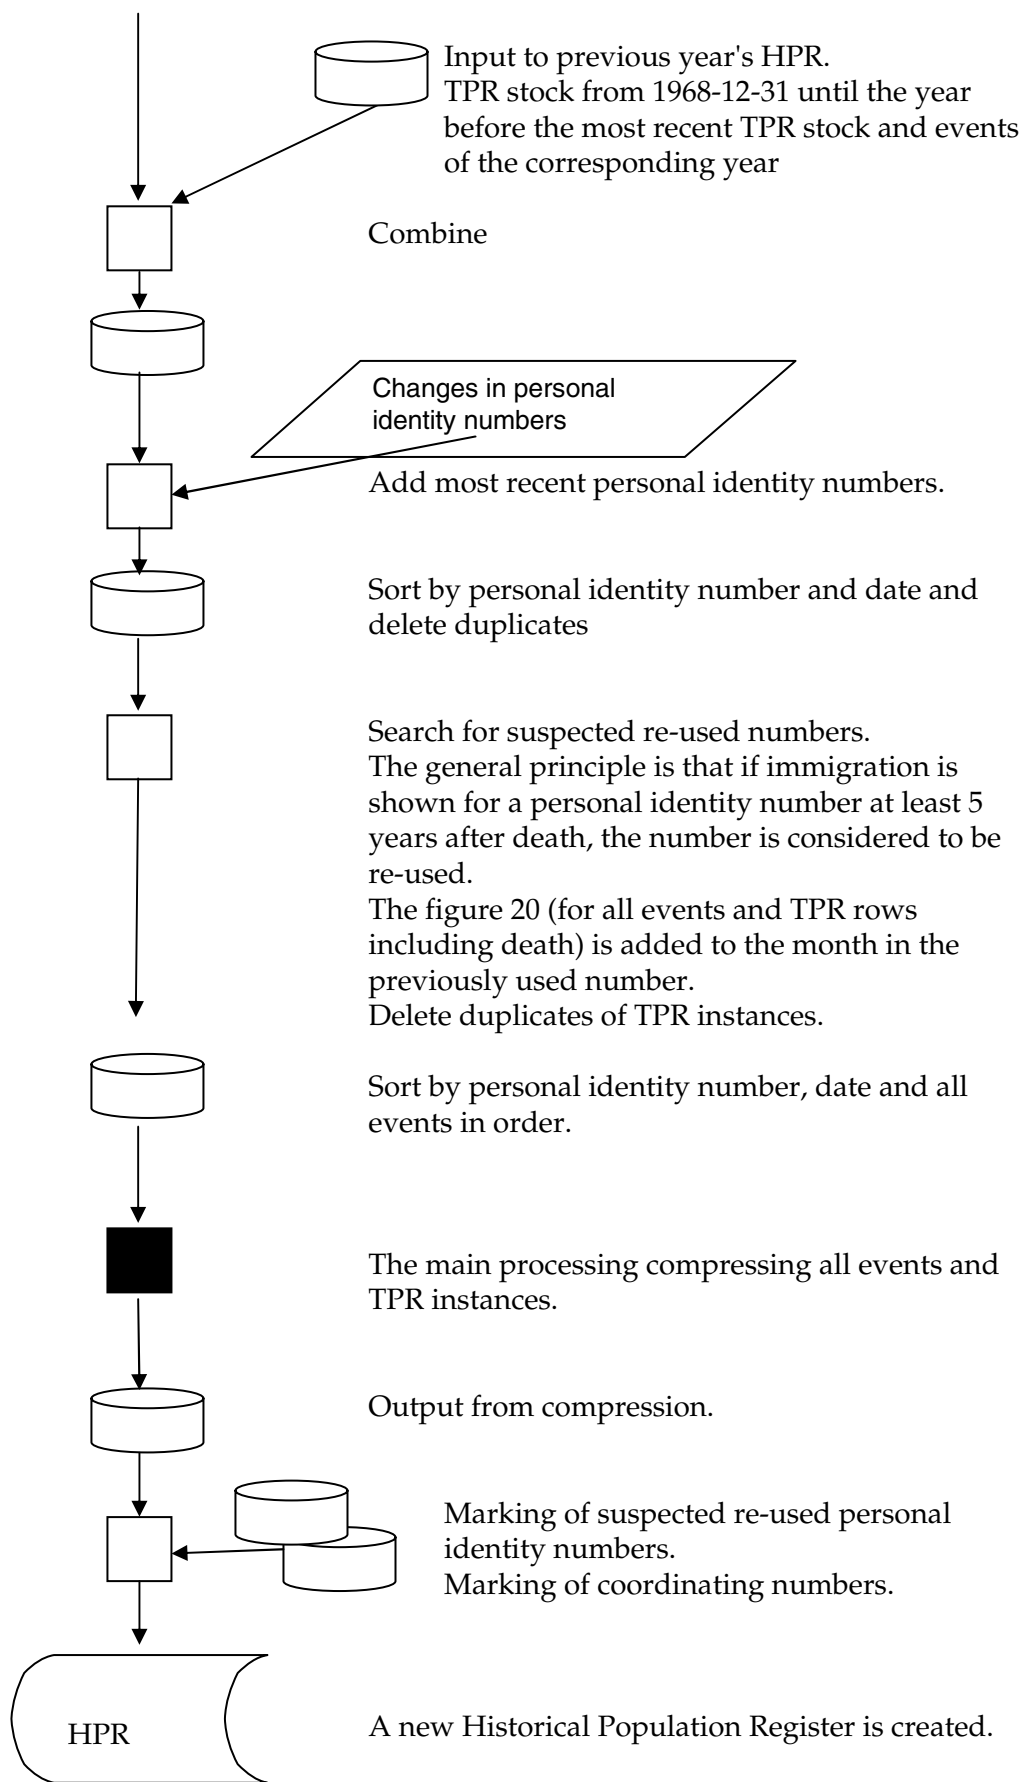 Input to previous year's HPR.
TPR stock from 1968-12-31 until the year
before the most recent TPR stock and events
of the corresponding year
Combine
Changes in personal
identity numbers
Add most recent personal identity numbers.
Sort by personal identity number and date and
delete duplicates
Search for suspected re-used numbers.
The general principle is that if immigration is
shown for a personal identity number at least 5
years after death, the number is considered to be
re-used.
The figure 20 (for all events and TPR rows
including death) is added to the month in the
previously used number.
Delete duplicates of TPR instances.
Sort by personal identity number, date and all
events in order.
The main processing compressing all events and
TPR instances.
Output from compression.
Marking of suspected re-used personal
identity numbers.
Marking of coordinating numbers.
HPR
A new Historical Population Register is created.